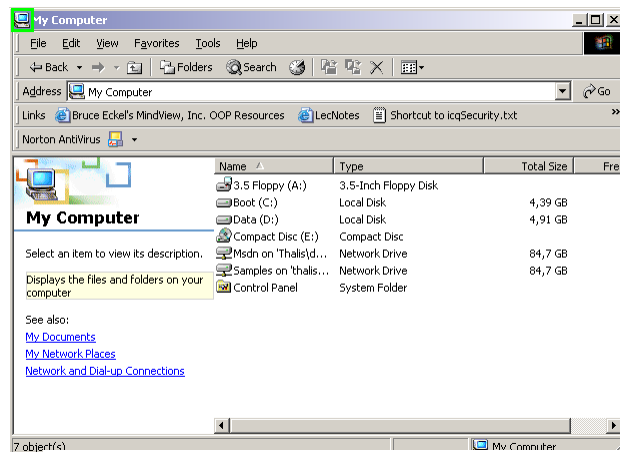 My Computer
File Edit View Favorites Tools Help
Back Folders Search
Address My Computer Go
Links Bruce Eckel's MindView, Inc. OOP Resources LecNotes Shortcut to icqSecurity.txt »
Norton AntiVirus
Name Type Total Size Fre
3.5 Floppy (A:) 3.5-Inch Floppy Disk
Boot (C:) Local Disk 4,39 GB
Data (D:) Local Disk 4,91 GB
Compact Disc (E:) Compact Disc
Msdn on 'Thalis\d... Network Drive 84,7 GB
Samples on 'thalis... Network Drive 84,7 GB
Control Panel System Folder
My Computer
Select an item to view its description.
Displays the files and folders on your
computer
See also:
My Documents
My Network Places
Network and Dial-up Connections
7 object(s) My Computer